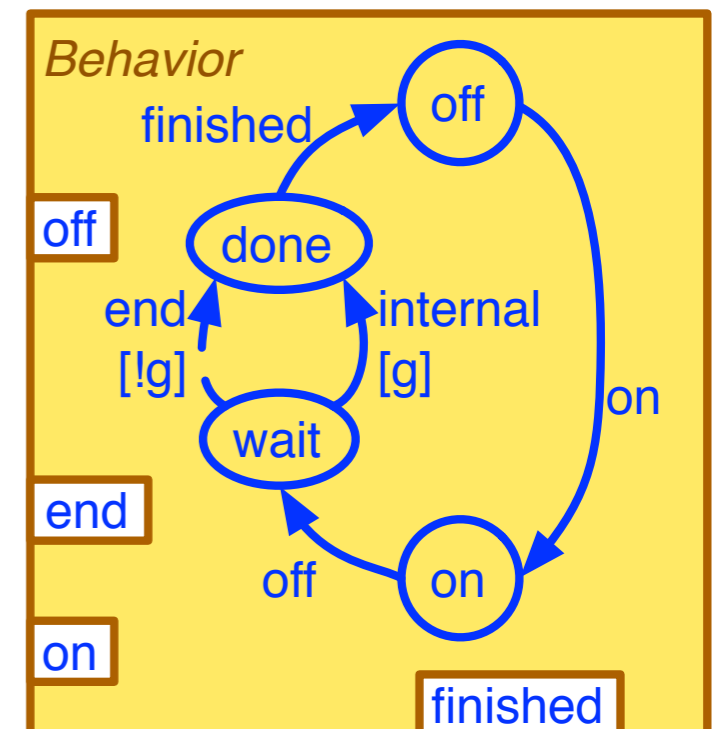 Behavior
off
finished
off
done
end
[!g]
internal
[g]
on
wait
end
off
on
on
finished